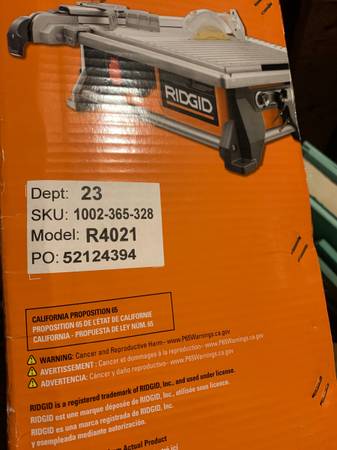 RIDGID
Dept: 23
SKU: 1002-365-328
Model: R4021
PO: 52124394
CALIFORNIA PROPOSITION 65
PROPOSITION 65 DE L'ÉTAT DE CALIFORNIE
CALIFORNIA - PROPUESTA DE LEY NÚM. 65
WARNING: Cancer and Reproductive Harm- www.P65Warnings.ca.gov
AVERTISSEMENT: Cancer et dommages à la reproduction- www.P65Warnings.ca.gov
ADVERTENCIA: Cáncer y daño reproductivo- www.P65Warnings.ca.gov
RIDGID is a registered trademark of RIDGID, Inc., and used under license.
RIDGID est une marque déposée de RIDGID, Inc., utilisée sous licence.
RIDGID es una marca registrada de RIDGID, Inc.
y es empleada mediante autorización.
Actual Product